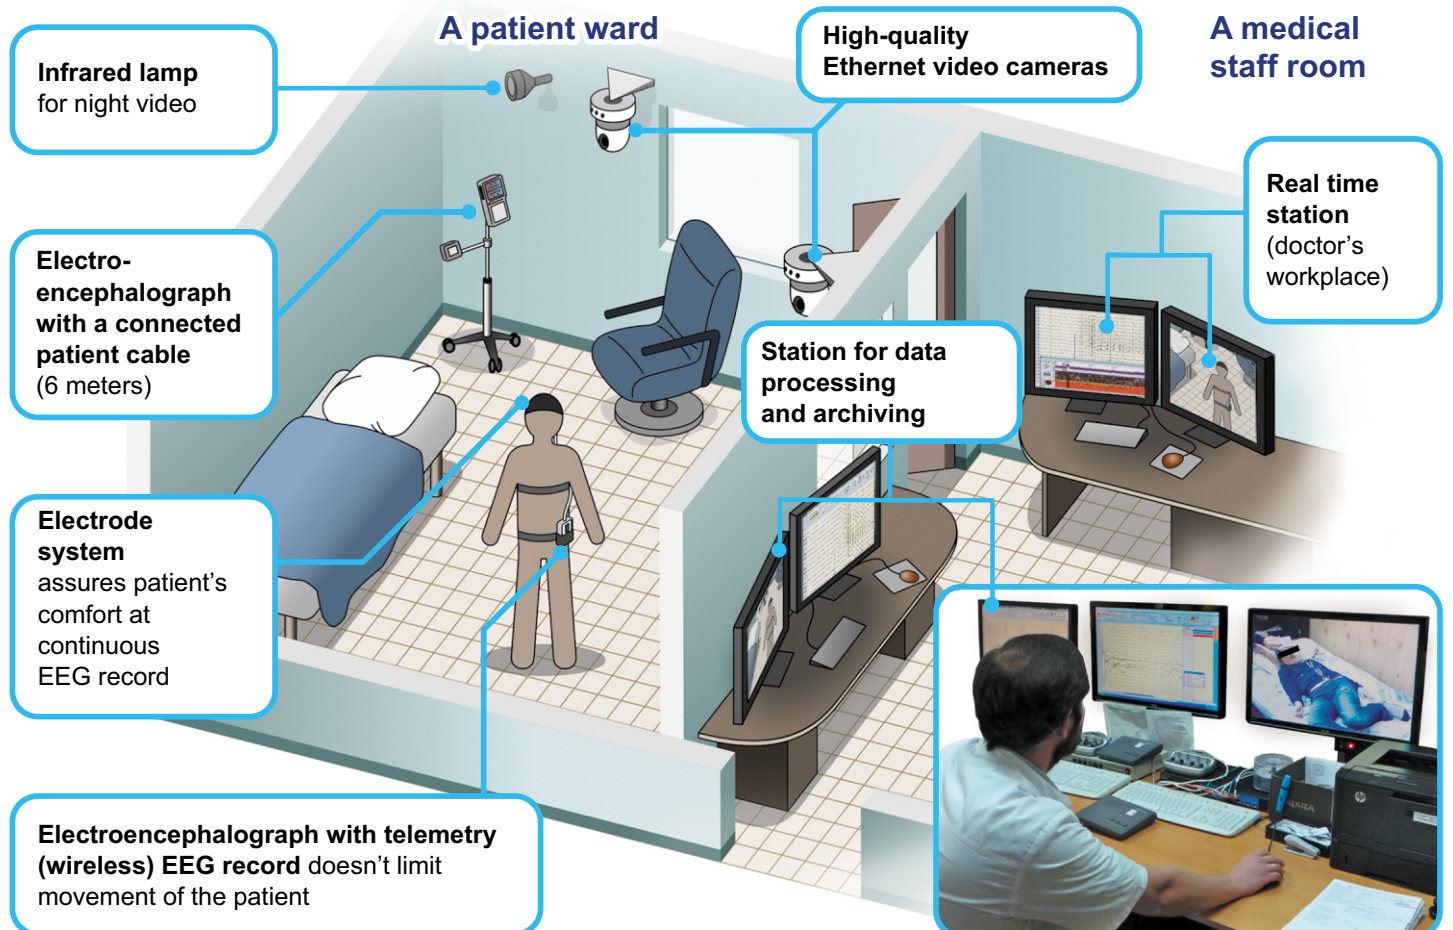 A patient ward
A medical
staff room
Infrared lamp
for night video
High-quality
Ethernet video cameras
Real time
station
(doctor's
workplace)
Electro-
encephalograph
with a connected
patient cable
(6 meters)
Station for data
processing
and archiving
Electrode
system
assures patient's
comfort at
continuous
EEG record
Electroencephalograph with telemetry
(wireless) EEG record doesn't limit
movement of the patient
hp